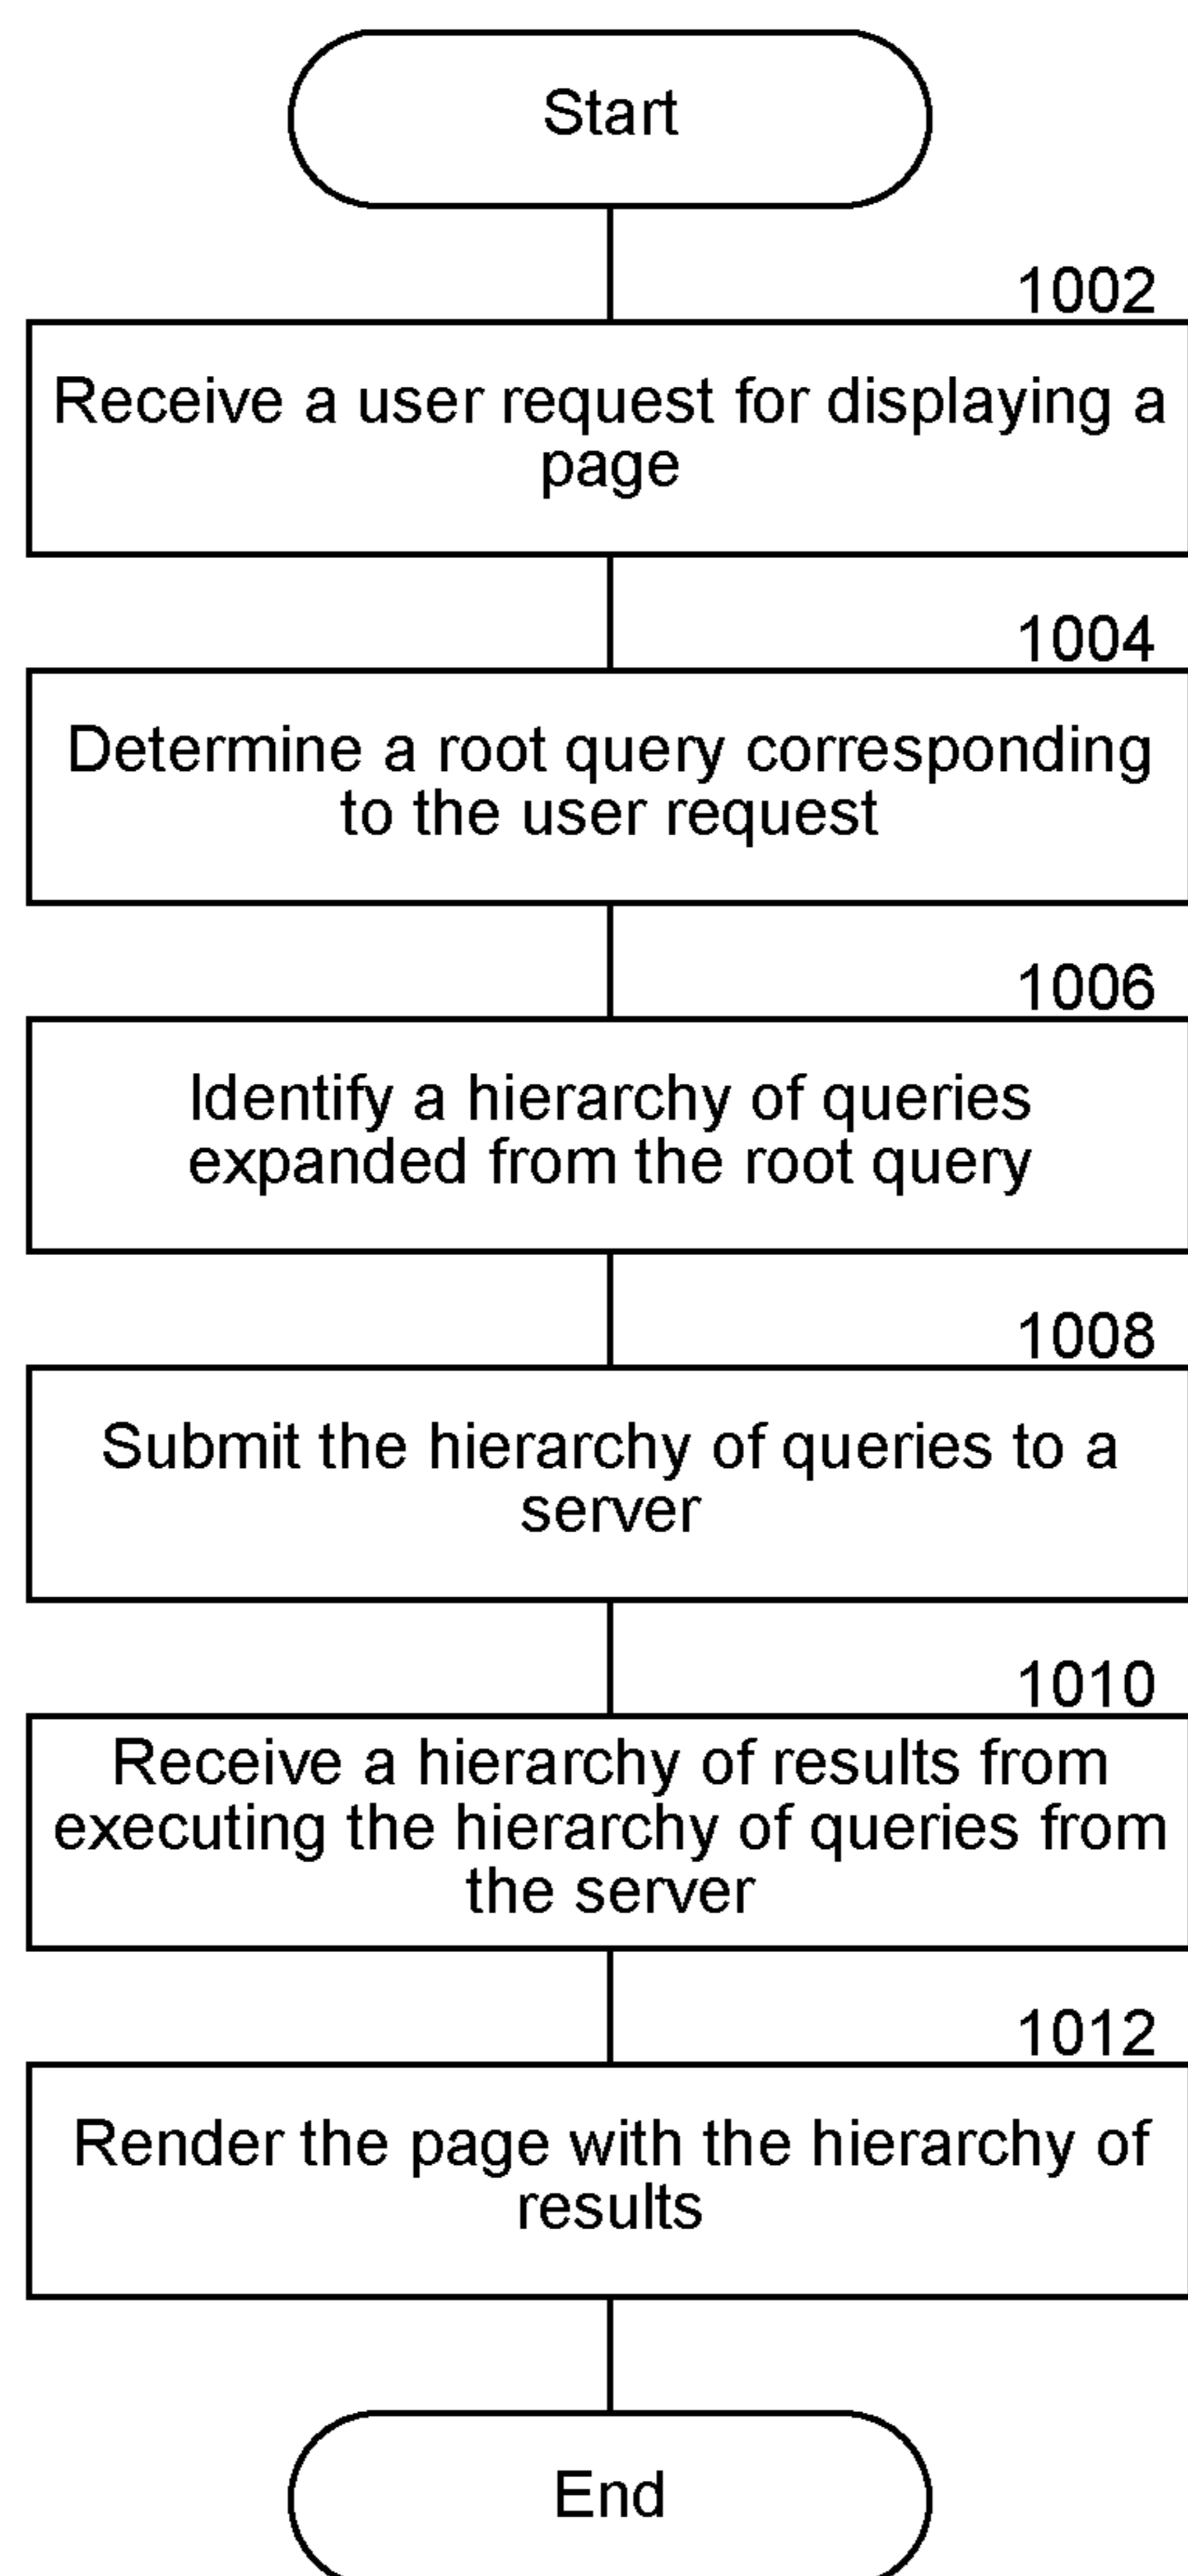 Start
1002
Receive a user request for displaying a
page
1004
Determine a root query corresponding
to the user request
1006
Identify a hierarchy of queries
expanded from the root query
1008
Submit the hierarchy of queries to a
server
1010
Receive a hierarchy of results from
executing the hierarchy of queries from
the server
1012
Render the page with the hierarchy of
results
End